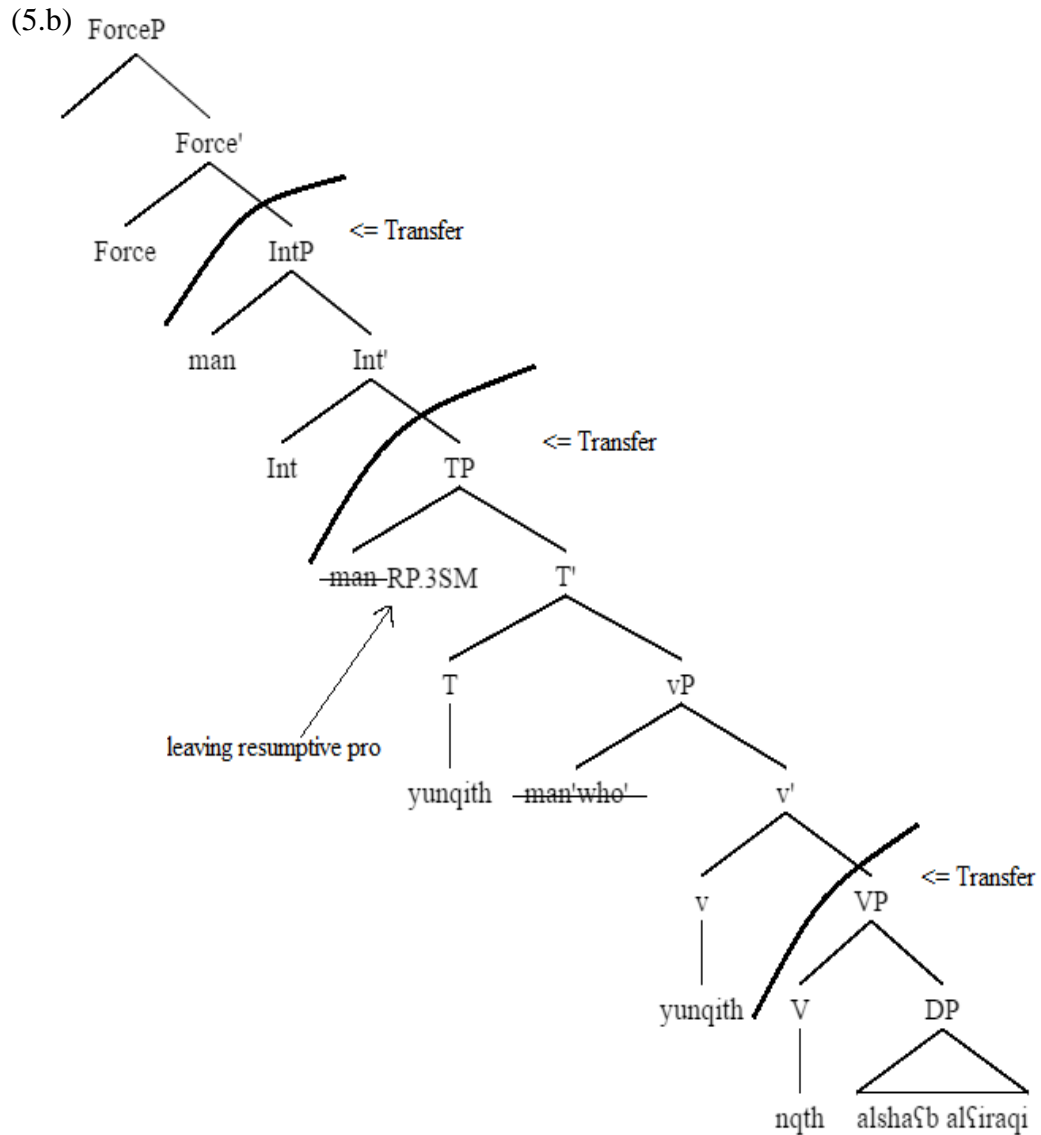 (5.b) ForceP
Force'
Force IntP <= Transfer
man Int'
Int TP <= Transfer
man RP.3SM T'
T vP
leaving resumptive pro
yunqith man'who' v'
v VP <= Transfer
yunqith V DP
nqth alshaʕb alʕiraqi